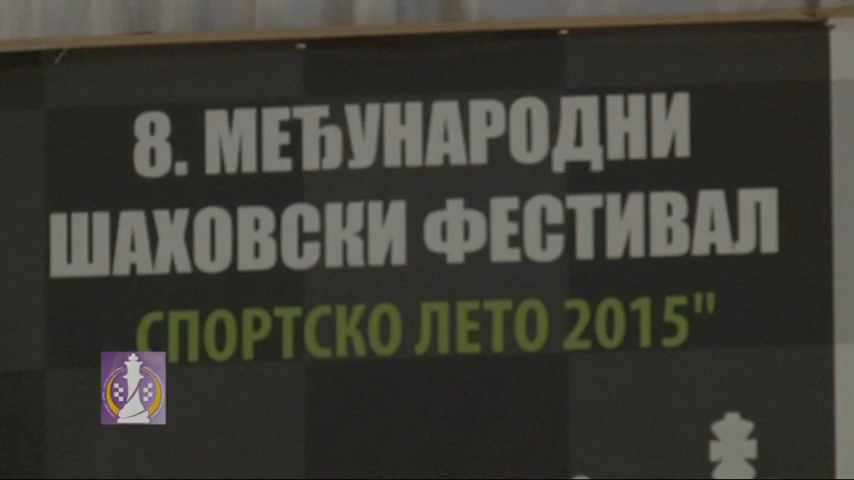 8. МЕЂУНАРОДНИ
ШАХОВСКИ ФЕСТИВАЛ
СПОРТСКО ЛЕТО 2015"